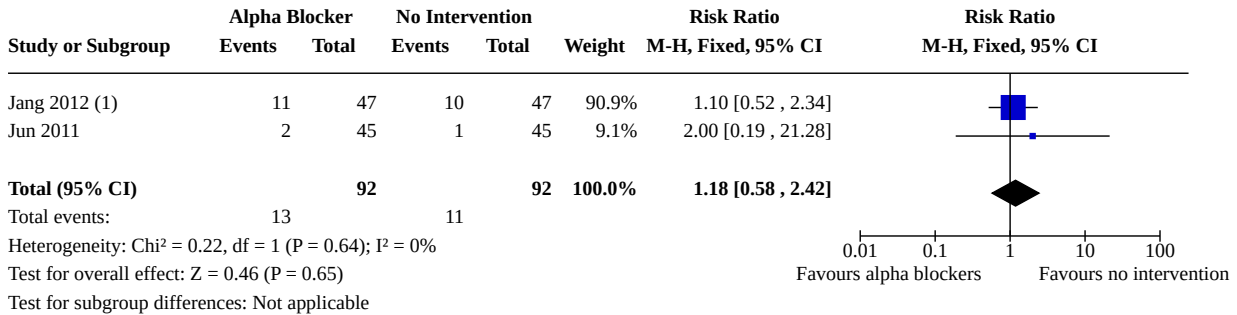 Alpha Blocker No Intervention Risk Ratio Risk Ratio
Study or Subgroup Events Total Events Total Weight M-H, Fixed, 95% CI M-H, Fixed, 95% CI
Jang 2012 (1) 11 47 10 47 90.9% 1.10 [0.52 , 2.34]
Jun 2011 2 45 1 45 9.1% 2.00 [0.19 , 21.28]
Total (95% CI) 92 92 100.0% 1.18 [0.58 , 2.42]
Total events: 13 11
Heterogeneity: Chi² = 0.22, df = 1 (P = 0.64); I² = 0%
0.01 0.1 1 10 100
Test for overall effect: Z = 0.46 (P = 0.65) Favours alpha blockers Favours no intervention
Test for subgroup differences: Not applicable